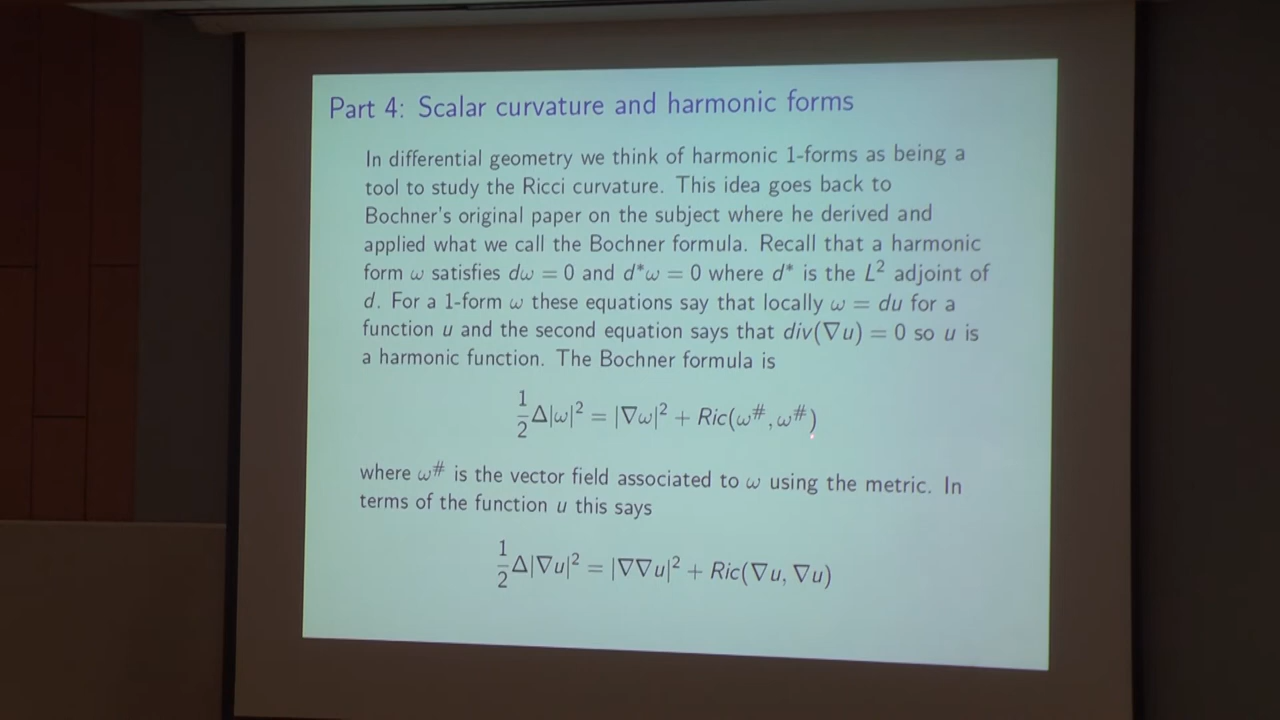 Part 4: Scalar curvature and harmonic forms
In differential geometry we think of harmonic 1-forms as being a
tool to study the Ricci curvature. This idea goes back to
Bochner's original paper on the subject where he derived and
applied what we call the Bochner formula. Recall that a harmonic
form ω satisfies dω = 0 and d*ω = 0 where d* is the L² adjoint of
d. For a 1-form ω these equations say that locally ω = du for a
function u and the second equation says that div(∇u) = 0 so u is
a harmonic function. The Bochner formula is
1/2 Δ|ω|² = |∇ω|² + Ric(ω#, ω#)
where ω# is the vector field associated to ω using the metric. In
terms of the function u this says
1/2 Δ|∇u|² = |∇∇u|² + Ric(∇u, ∇u)